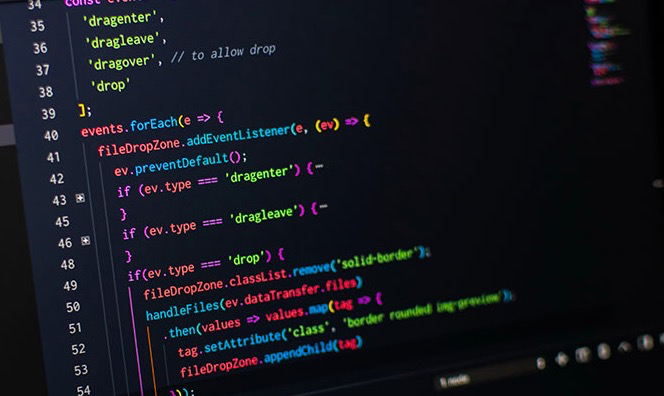 34 const
35 'dragenter',
36 'dragleave',
37 'dragover', // to allow drop
38 'drop'
39 ];
40 events.forEach(e => {
41 fileDropZone.addEventListener(e, (ev) => {
42 ev.preventDefault();
43 if (ev.type === 'dragenter') {⋯
45 }
46 if (ev.type === 'dragleave') {⋯
48 }
49 if(ev.type === 'drop') {
50 fileDropZone.classList.remove('solid-border');
51 handleFiles(ev.dataTransfer.files)
52 .then(values => values.map(tag => {
53 tag.setAttribute('class', 'border rounded img-preview');
54 fileDropZone.appendChild(tag)
}));